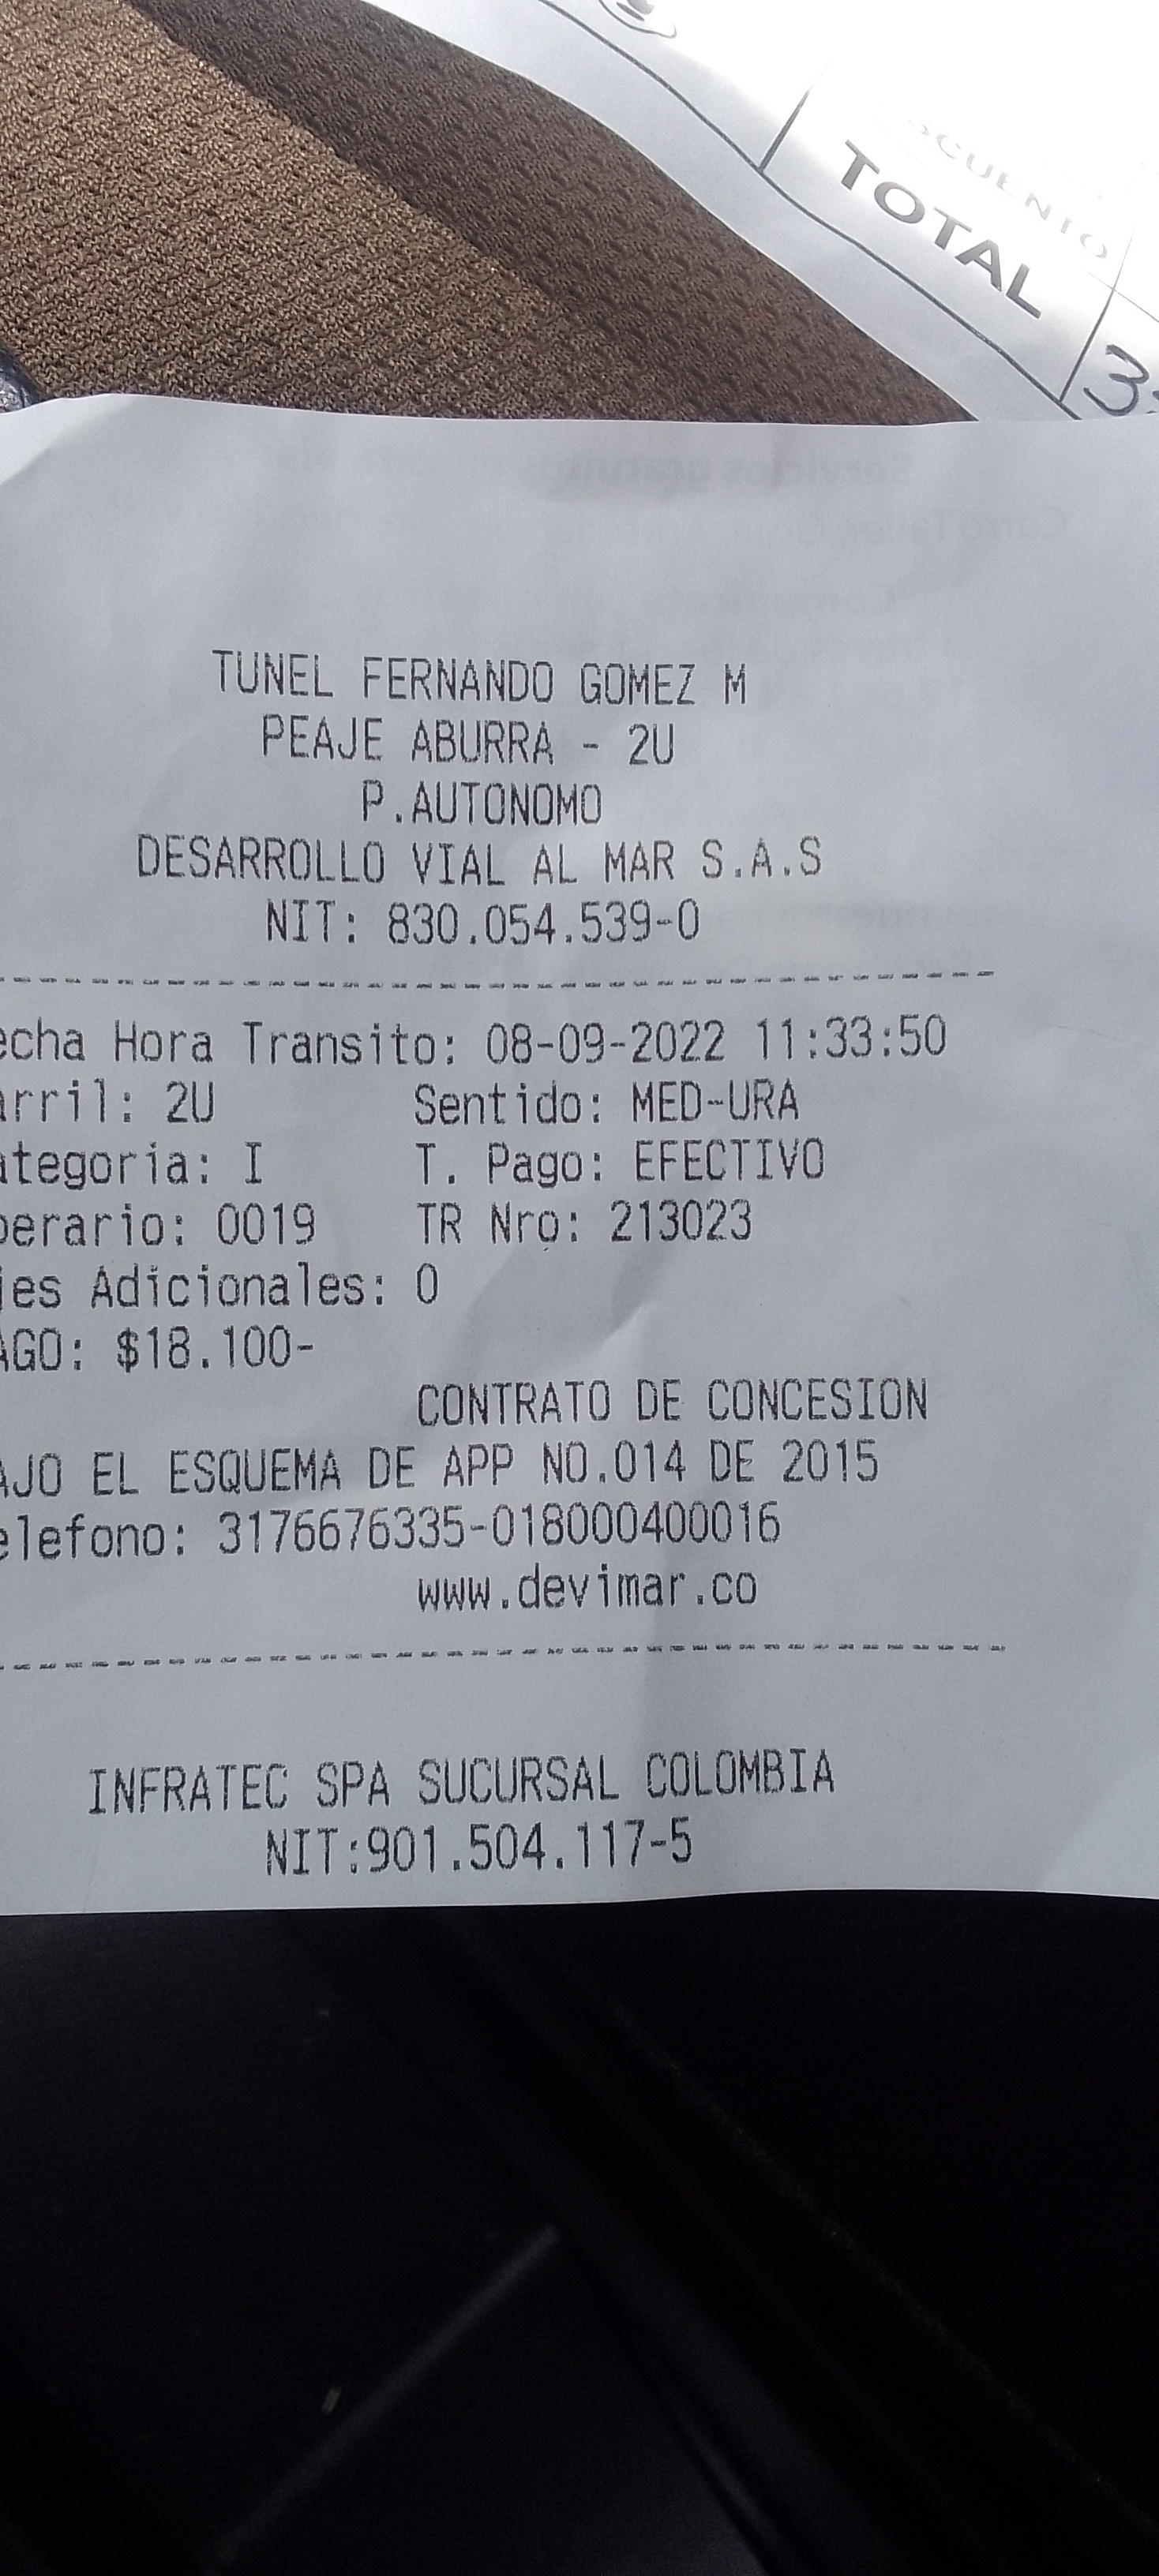 TOTAL
TUNEL FERNANDO GOMEZ M
PEAJE ABURRA - 2U
P.AUTONOMO
DESARROLLO VIAL AL MAR S.A.S
NIT: 830.054.539-0
echa Hora Transito: 08-09-2022 11:33:50
arril: 2U Sentido: MED-URA
ategoria: I T. Pago: EFECTIVO
perario: 0019 TR Nro: 213023
jes Adicionales: 0
AGO: $18.100-
CONTRATO DE CONCESION
AJO EL ESQUEMA DE APP NO.014 DE 2015
elefono: 3176676335-018000400016
www.devimar.co
INFRATEC SPA SUCURSAL COLOMBIA
NIT:901.504.117-5